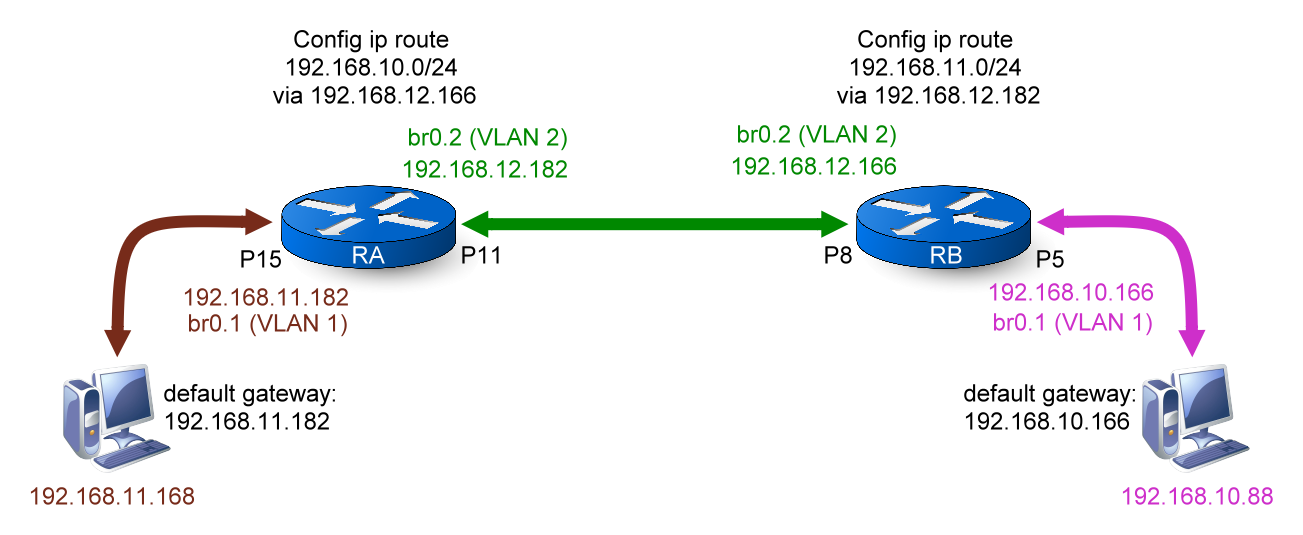 Config ip route
192.168.10.0/24
via 192.168.12.166
Config ip route
192.168.11.0/24
via 192.168.12.182
br0.2 (VLAN 2)
192.168.12.182
br0.2 (VLAN 2)
192.168.12.166
P15
RA
P11
P8
RB
P5
192.168.11.182
br0.1 (VLAN 1)
192.168.10.166
br0.1 (VLAN 1)
default gateway:
192.168.11.182
default gateway:
192.168.10.166
192.168.11.168
192.168.10.88